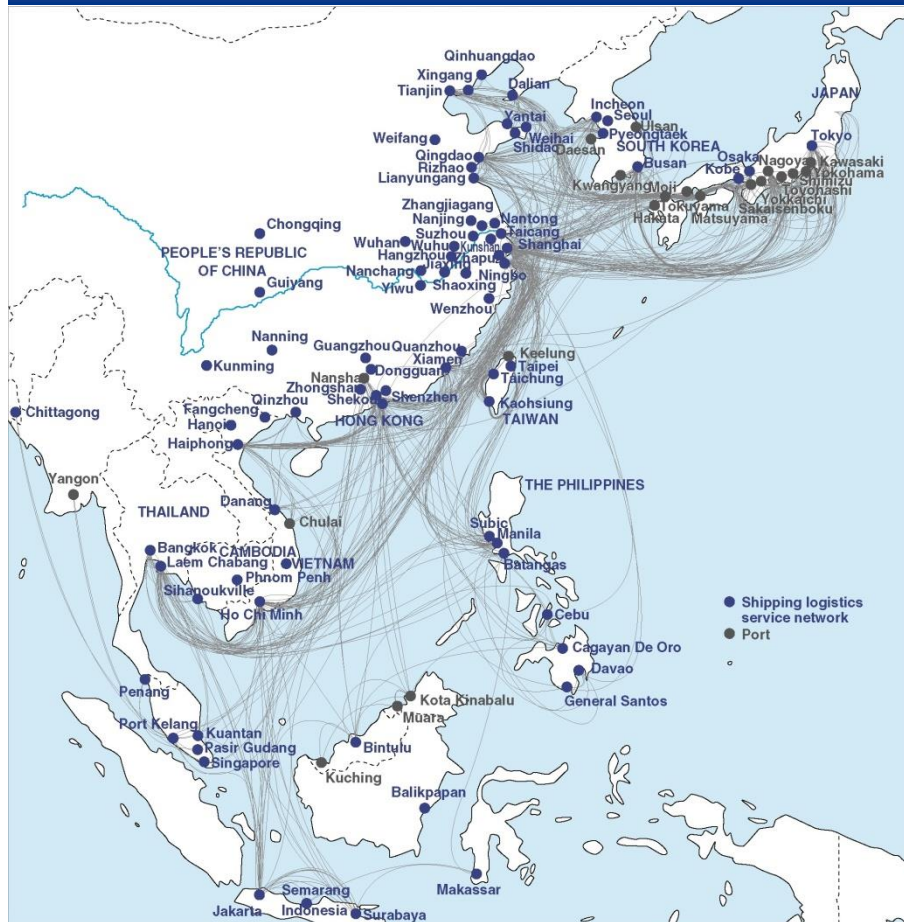 Qinhuangdao
Xingang
Tianjin
Dalian
JAPAN
Incheon
Seoul
Yantai
Ulsan
Weifang
Weihai
Pyeongtaek
Shidao
Daesan
SOUTH KOREA
Tokyo
Qingdao
Busan
Osaka
Nagoya
Kawasaki
Rizhao
Kobe
Yokohama
Lianyungang
Kwangyang
Moji
Shimizu
Toyohashi
Zhangjiagang
Tokuyama
Yokkaichi
Nanjing
Nantong
Hakata
Matsuyama
Sakaisenboku
Chongqing
Suzhou
Taicang
Wuhan
Wuhu
Kunshan
Shanghai
PEOPLE'S REPUBLIC
OF CHINA
Hangzhou
Zhapu
Nanchang
Jiaxing
Ningbo
Guiyang
Yiwu
Shaoxing
Wenzhou
Nanning
Guangzhou
Quanzhou
Keelung
Kunming
Xiamen
Taipei
Nansha
Dongguan
Taichung
Zhongshan
Shenzhen
Chittagong
Fangcheng
Qinzhou
Shekou
Kaohsiung
Hanoi
HONG KONG
TAIWAN
Haiphong
Yangon
THE PHILIPPINES
Danang
THAILAND
Chulai
Subic
Manila
Bangkok
CAMBODIA
Laem Chabang
VIETNAM
Batangas
Phnom Penh
Sihanoukville
Ho Chi Minh
Cebu
Shipping logistics
service network
Port
Cagayan De Oro
Davao
Penang
General Santos
Kota Kinabalu
Muara
Port Kelang
Kuantan
Pasir Gudang
Bintulu
Singapore
Kuching
Balikpapan
Makassar
Semarang
Jakarta
Indonesia
Surabaya